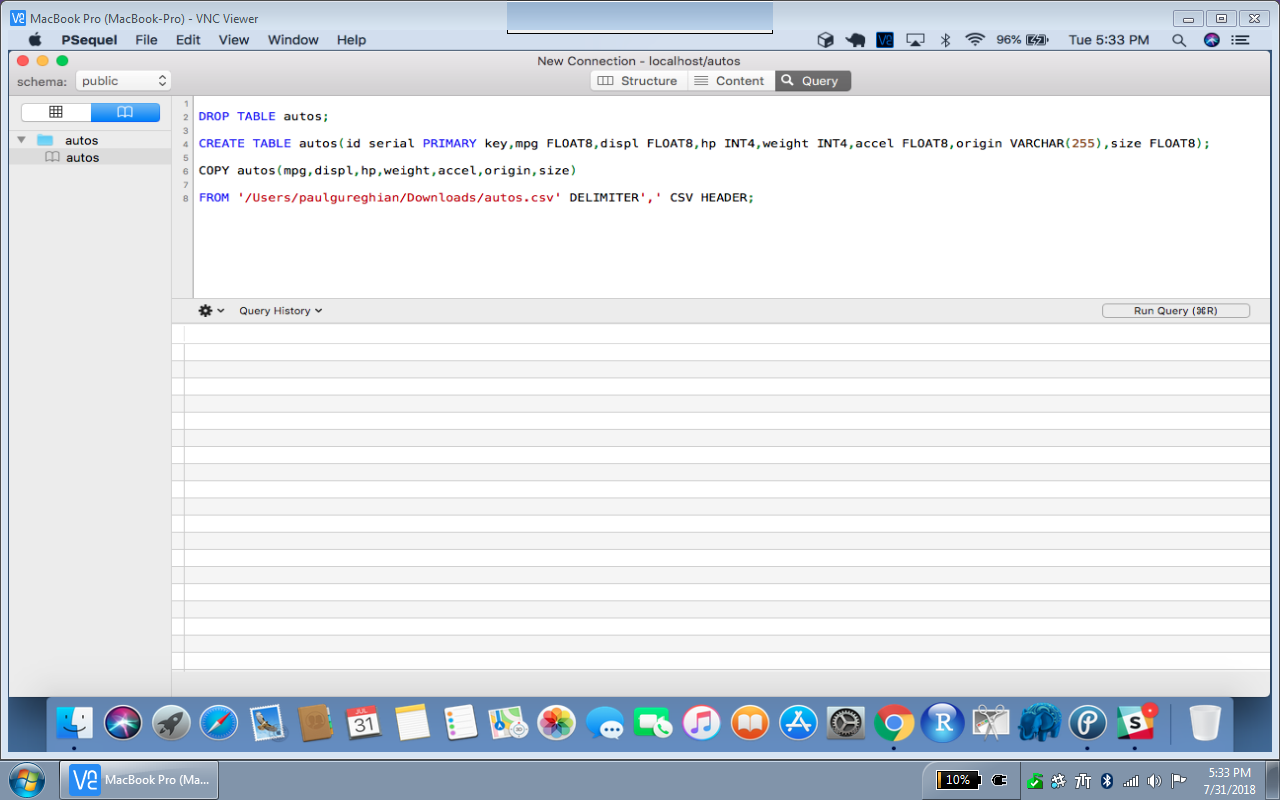 MacBook Pro (MacBook-Pro) - VNC Viewer
PSequel File Edit View Window Help 96% Tue 5:33 PM
New Connection - localhost/autos
schema: public Structure Content Query
autos
autos
1
2 DROP TABLE autos;
3
4 CREATE TABLE autos(id serial PRIMARY key,mpg FLOAT8,displ FLOAT8,hp INT4,weight INT4,accel FLOAT8,origin VARCHAR(255),size FLOAT8);
5
6 COPY autos(mpg,displ,hp,weight,accel,origin,size)
7
8 FROM '/Users/paulgureghian/Downloads/autos.csv' DELIMITER',' CSV HEADER;
Query History Run Query (⌘R)
JUL
31
MacBook Pro (Ma...
10%
5:33 PM
7/31/2018